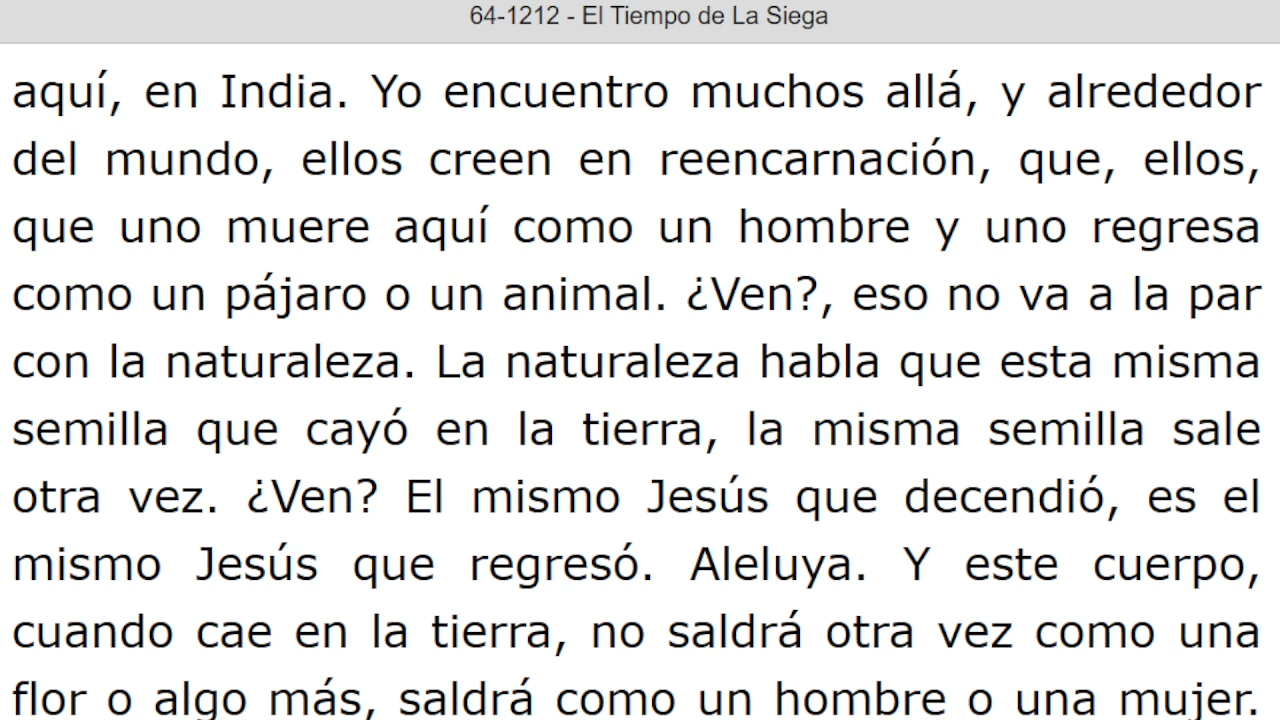 64-1212 - El Tiempo de La Siega
aquí, en India. Yo encuentro muchos allá, y alrededor
del mundo, ellos creen en reencarnación, que, ellos,
que uno muere aquí como un hombre y uno regresa
como un pájaro o un animal. ¿Ven?, eso no va a la par
con la naturaleza. La naturaleza habla que esta misma
semilla que cayó en la tierra, la misma semilla sale
otra vez. ¿Ven? El mismo Jesús que decendió, es el
mismo Jesús que regresó. Aleluya. Y este cuerpo,
cuando cae en la tierra, no saldrá otra vez como una
flor o algo más, saldrá como un hombre o una mujer.